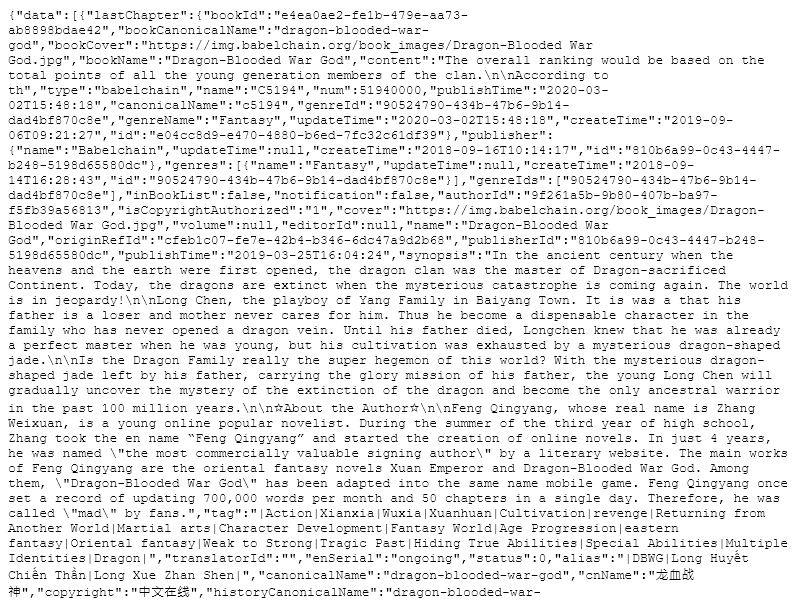 {"data":[{"lastChapter":{"bookId":"e4ea0ae2-fe1b-479e-aa73-
ab8898bdae42","bookCanonicalName":"dragon-blooded-war-
god","bookCover":"https://img.babelchain.org/book_images/Dragon-Blooded War
God.jpg","bookName":"Dragon-Blooded War God","content":"The overall ranking would be based on the
total points of all the young generation members of the clan.\n\nAccording to
th","type":"babelchain","name":"C5194","num":51940000,"publishTime":"2020-03-
02T15:48:18","canonicalName":"c5194","genreId":"90524790-434b-47b6-9b14-
dad4bf870c8e","genreName":"Fantasy","updateTime":"2020-03-02T15:48:18","createTime":"2019-09-
06T09:21:27","id":"e04cc8d9-e470-4880-b6ed-7fc32c61df39"},"publisher":
{"name":"Babelchain","updateTime":null,"createTime":"2018-09-16T10:14:17","id":"810b6a99-0c43-4447-
b248-5198d65580dc"},"genres":[{"name":"Fantasy","updateTime":null,"createTime":"2018-09-
14T16:28:43","id":"90524790-434b-47b6-9b14-dad4bf870c8e"}],"genreIds":["90524790-434b-47b6-9b14-
dad4bf870c8e"],"inBookList":false,"notification":false,"authorId":"9f261a5b-9b80-407b-ba97-
f5fb39a56813","isCopyrightAuthorized":"1","cover":"https://img.babelchain.org/book_images/Dragon-
Blooded War God.jpg","volume":null,"editorId":null,"name":"Dragon-Blooded War
God","originRefId":"cfeb1c07-fe7e-42b4-b346-6dc47a9d2b68","publisherId":"810b6a99-0c43-4447-b248-
5198d65580dc","publishTime":"2019-03-25T16:04:24","synopsis":"In the ancient century when the
heavens and the earth were first opened, the dragon clan was the master of Dragon-sacrificed
Continent. Today, the dragons are extinct when the mysterious catastrophe is coming again. The world
is in jeopardy!\n\nLong Chen, the playboy of Yang Family in Baiyang Town. It is was a that his
father is a loser and mother never cares for him. Thus he become a dispensable character in the
family who has never opened a dragon vein. Until his father died, Longchen knew that he was already
a perfect master when he was young, but his cultivation was exhausted by a mysterious dragon-shaped
jade.\n\nIs the Dragon Family really the super hegemon of this world? With the mysterious dragon-
shaped jade left by his father, carrying the glory mission of his father, the young Long Chen will
gradually uncover the mystery of the extinction of the dragon and become the only ancestral warrior
in the past 100 million years.\n\n☆About the Author☆\n\nFeng Qingyang, whose real name is Zhang
Weixuan, is a young online popular novelist. During the summer of the third year of high school,
Zhang took the en name “Feng Qingyang” and started the creation of online novels. In just 4 years,
he was named \"the most commercially valuable signing author\" by a literary website. The main works
of Feng Qingyang are the oriental fantasy novels Xuan Emperor and Dragon-Blooded War God. Among
them, \"Dragon-Blooded War God\" has been adapted into the same name mobile game. Feng Qingyang once
set a record of updating 700,000 words per month and 50 chapters in a single day. Therefore, he was
called \"mad\" by fans.","tag":"|Action|Xianxia|Wuxia|Xuanhuan|Cultivation|revenge|Returning from
Another World|Martial arts|Character Development|Fantasy World|Age Progression|eastern
fantasy|Oriental fantasy|Weak to Strong|Tragic Past|Hiding True Abilities|Special Abilities|Multiple
Identities|Dragon|","translatorId":"","enSerial":"ongoing","status":0,"alias":"|DBWG|Long Huyết
Chiến Thần|Long Xue Zhan Shen|","canonicalName":"dragon-blooded-war-god","cnName":"龙血战
神","copyright":"中文在线","historyCanonicalName":"dragon-blooded-war-